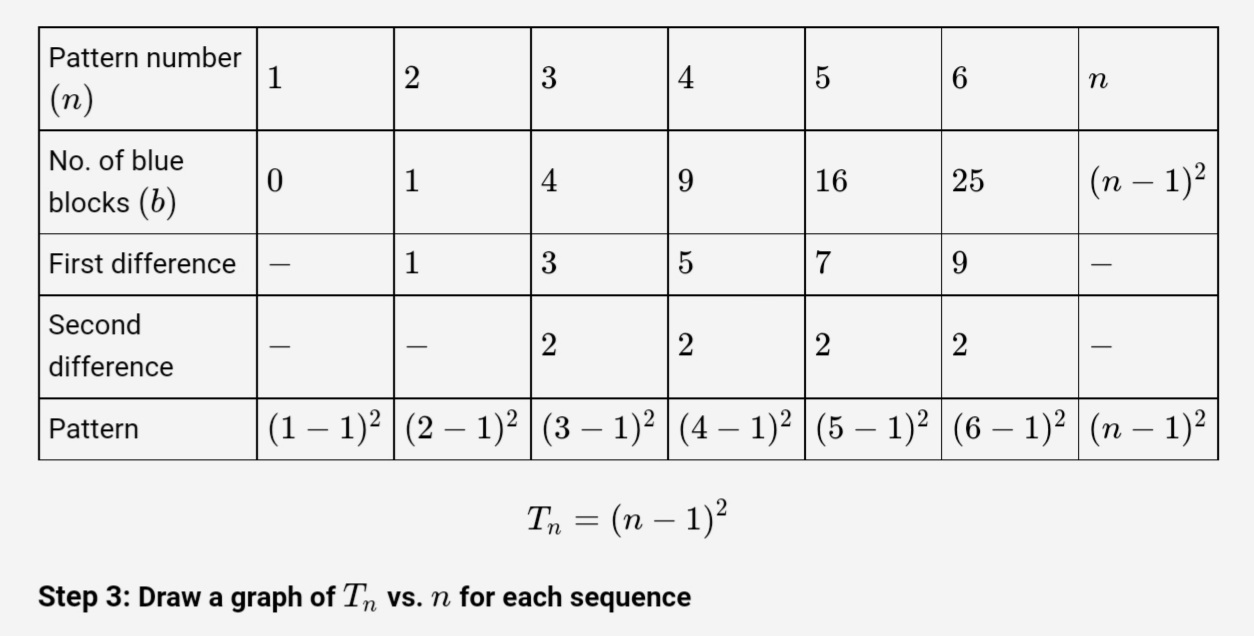 Pattern number (n) 1 2 3 4 5 6 n
No. of blue blocks (b) 0 1 4 9 16 25 (n − 1)²
First difference – 1 3 5 7 9 –
Second difference – – 2 2 2 2 –
Pattern (1 − 1)² (2 − 1)² (3 − 1)² (4 − 1)² (5 − 1)² (6 − 1)² (n − 1)²
Tₙ = (n − 1)²
Step 3: Draw a graph of Tₙ vs. n for each sequence